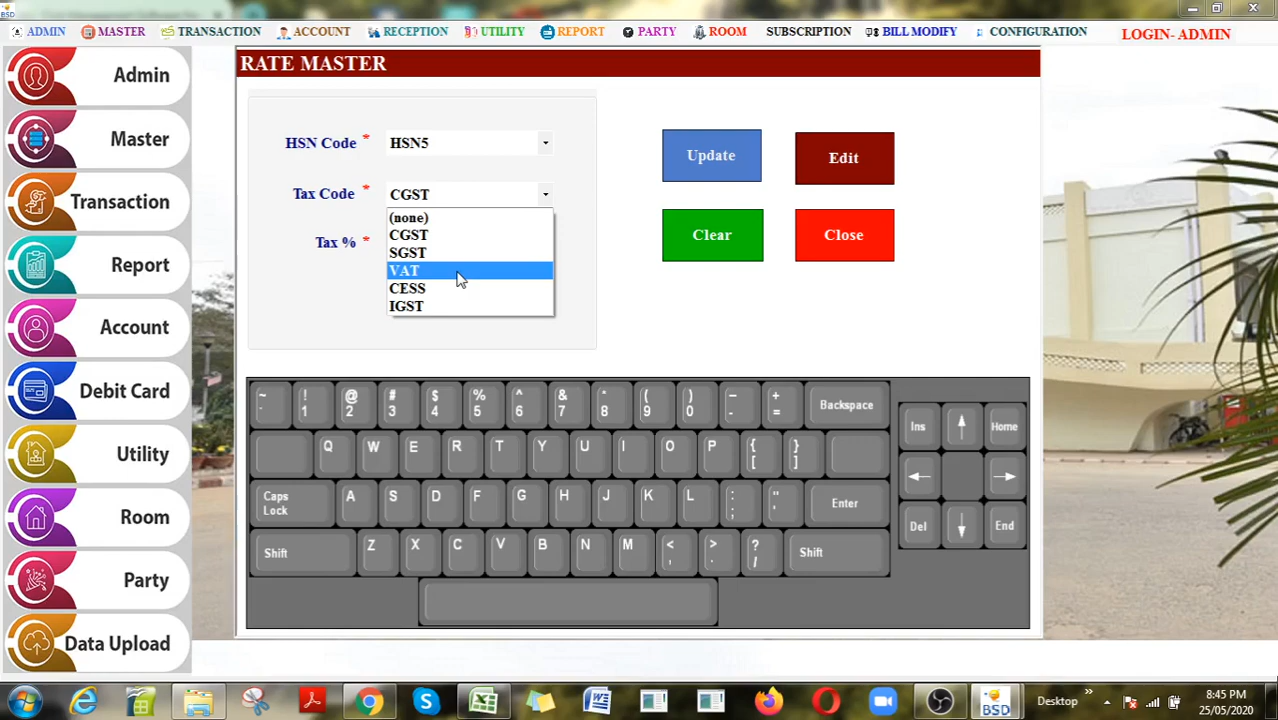 BSD
ADMIN MASTER TRANSACTION ACCOUNT RECEPTION UTILITY REPORT PARTY ROOM SUBSCRIPTION BILL MODIFY CONFIGURATION LOGIN- ADMIN
Admin
Master
Transaction
Report
Account
Debit Card
Utility
Room
Party
Data Upload
RATE MASTER
HSN Code * HSN5
Tax Code * CGST
(none)
CGST
SGST
VAT
CESS
IGST
Tax % *
Update Edit
Clear Close
~ ! @ # $ % ^ & * ( ) – + Backspace
` 1 2 3 4 5 6 7 8 9 0 - =
Q W E R T Y U I O P { }
[ ]
Caps Lock A S D F G H J K L : " Enter
; '
Shift Z X C V B N M < > ? Shift
, . /
Ins Home
Del End
Desktop »
BSD
8:45 PM
25/05/2020